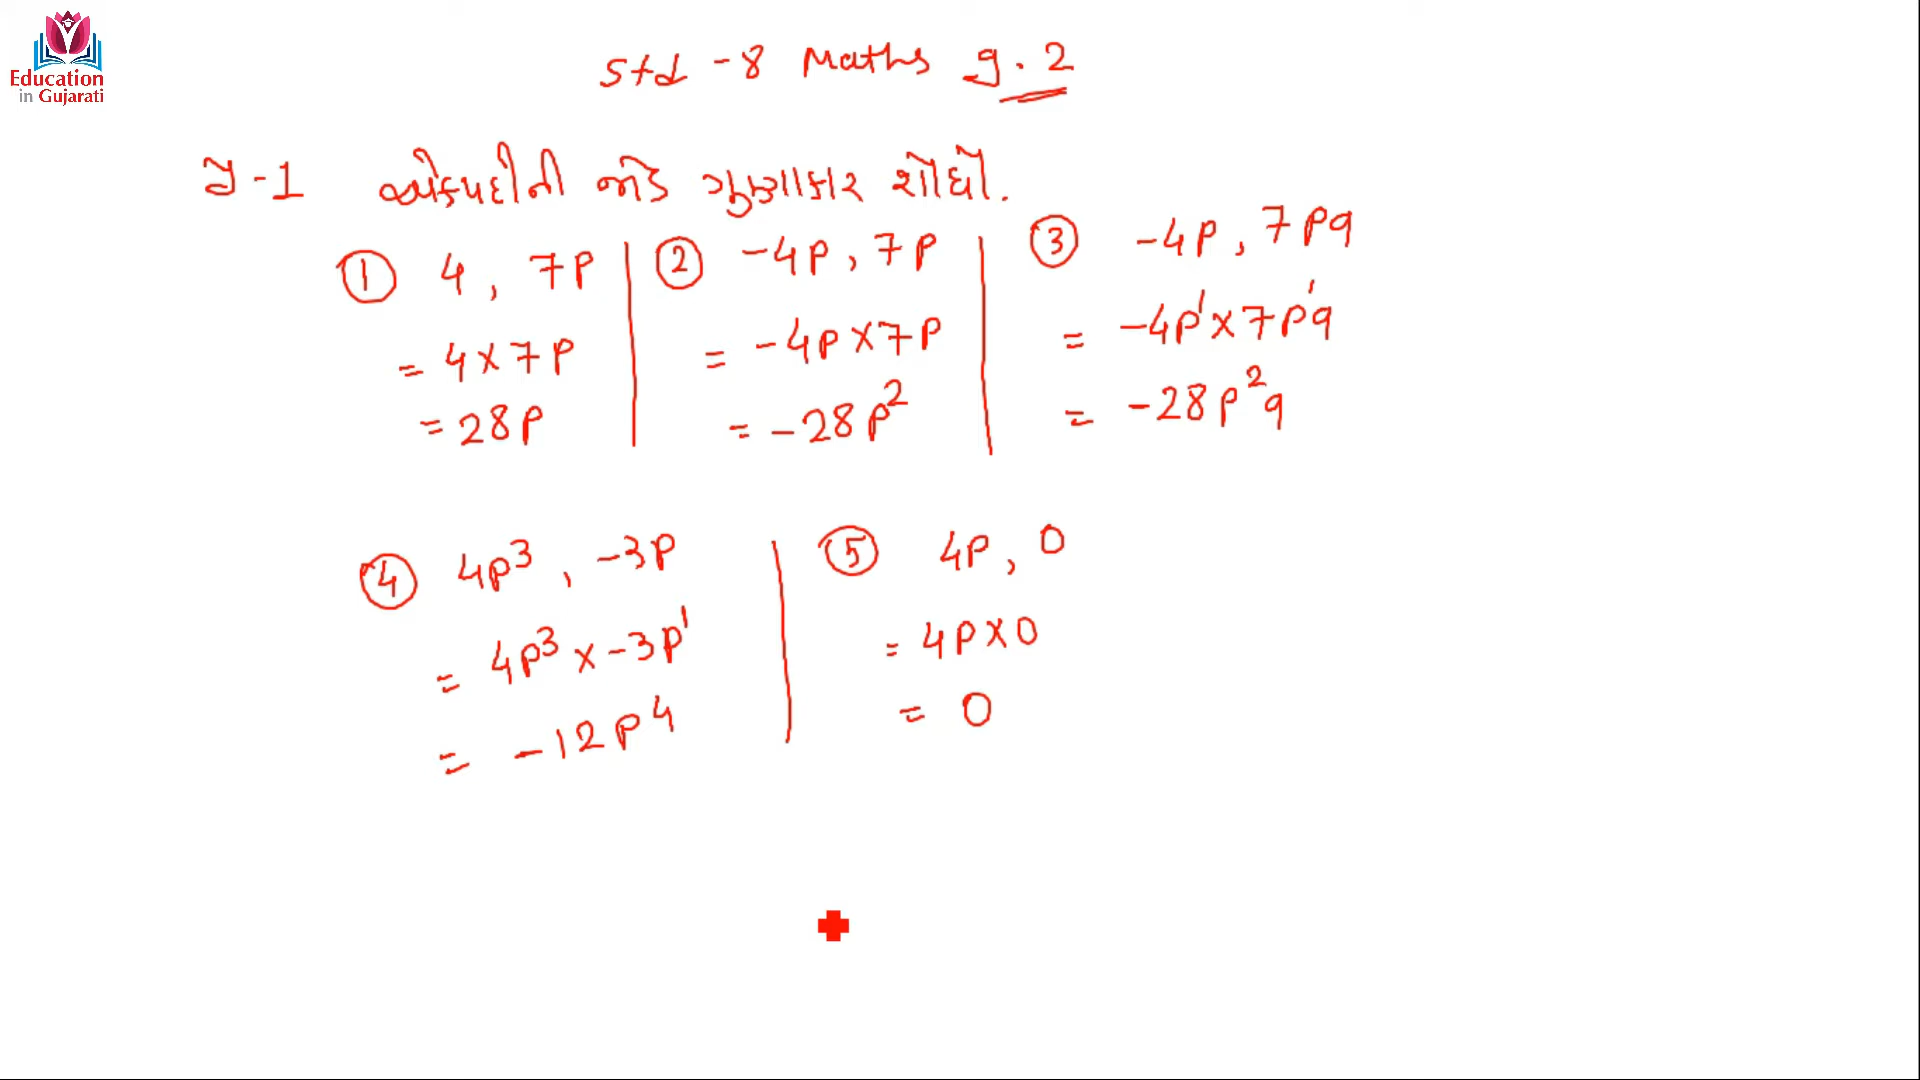 Education
in Gujarati
Std - 8 Maths 9.2
પ્ર-1 એકપદીની જોડ ગુણાકાર શોધો.
① 4, 7p
= 4 × 7p
= 28p
② -4p, 7p
= -4p × 7p
= -28p²
③ -4p, 7pq
= -4p¹ × 7p¹q
= -28p²q
④ 4p³, -3p
= 4p³ × -3p¹
= -12p⁴
⑤ 4p, 0
= 4p × 0
= 0